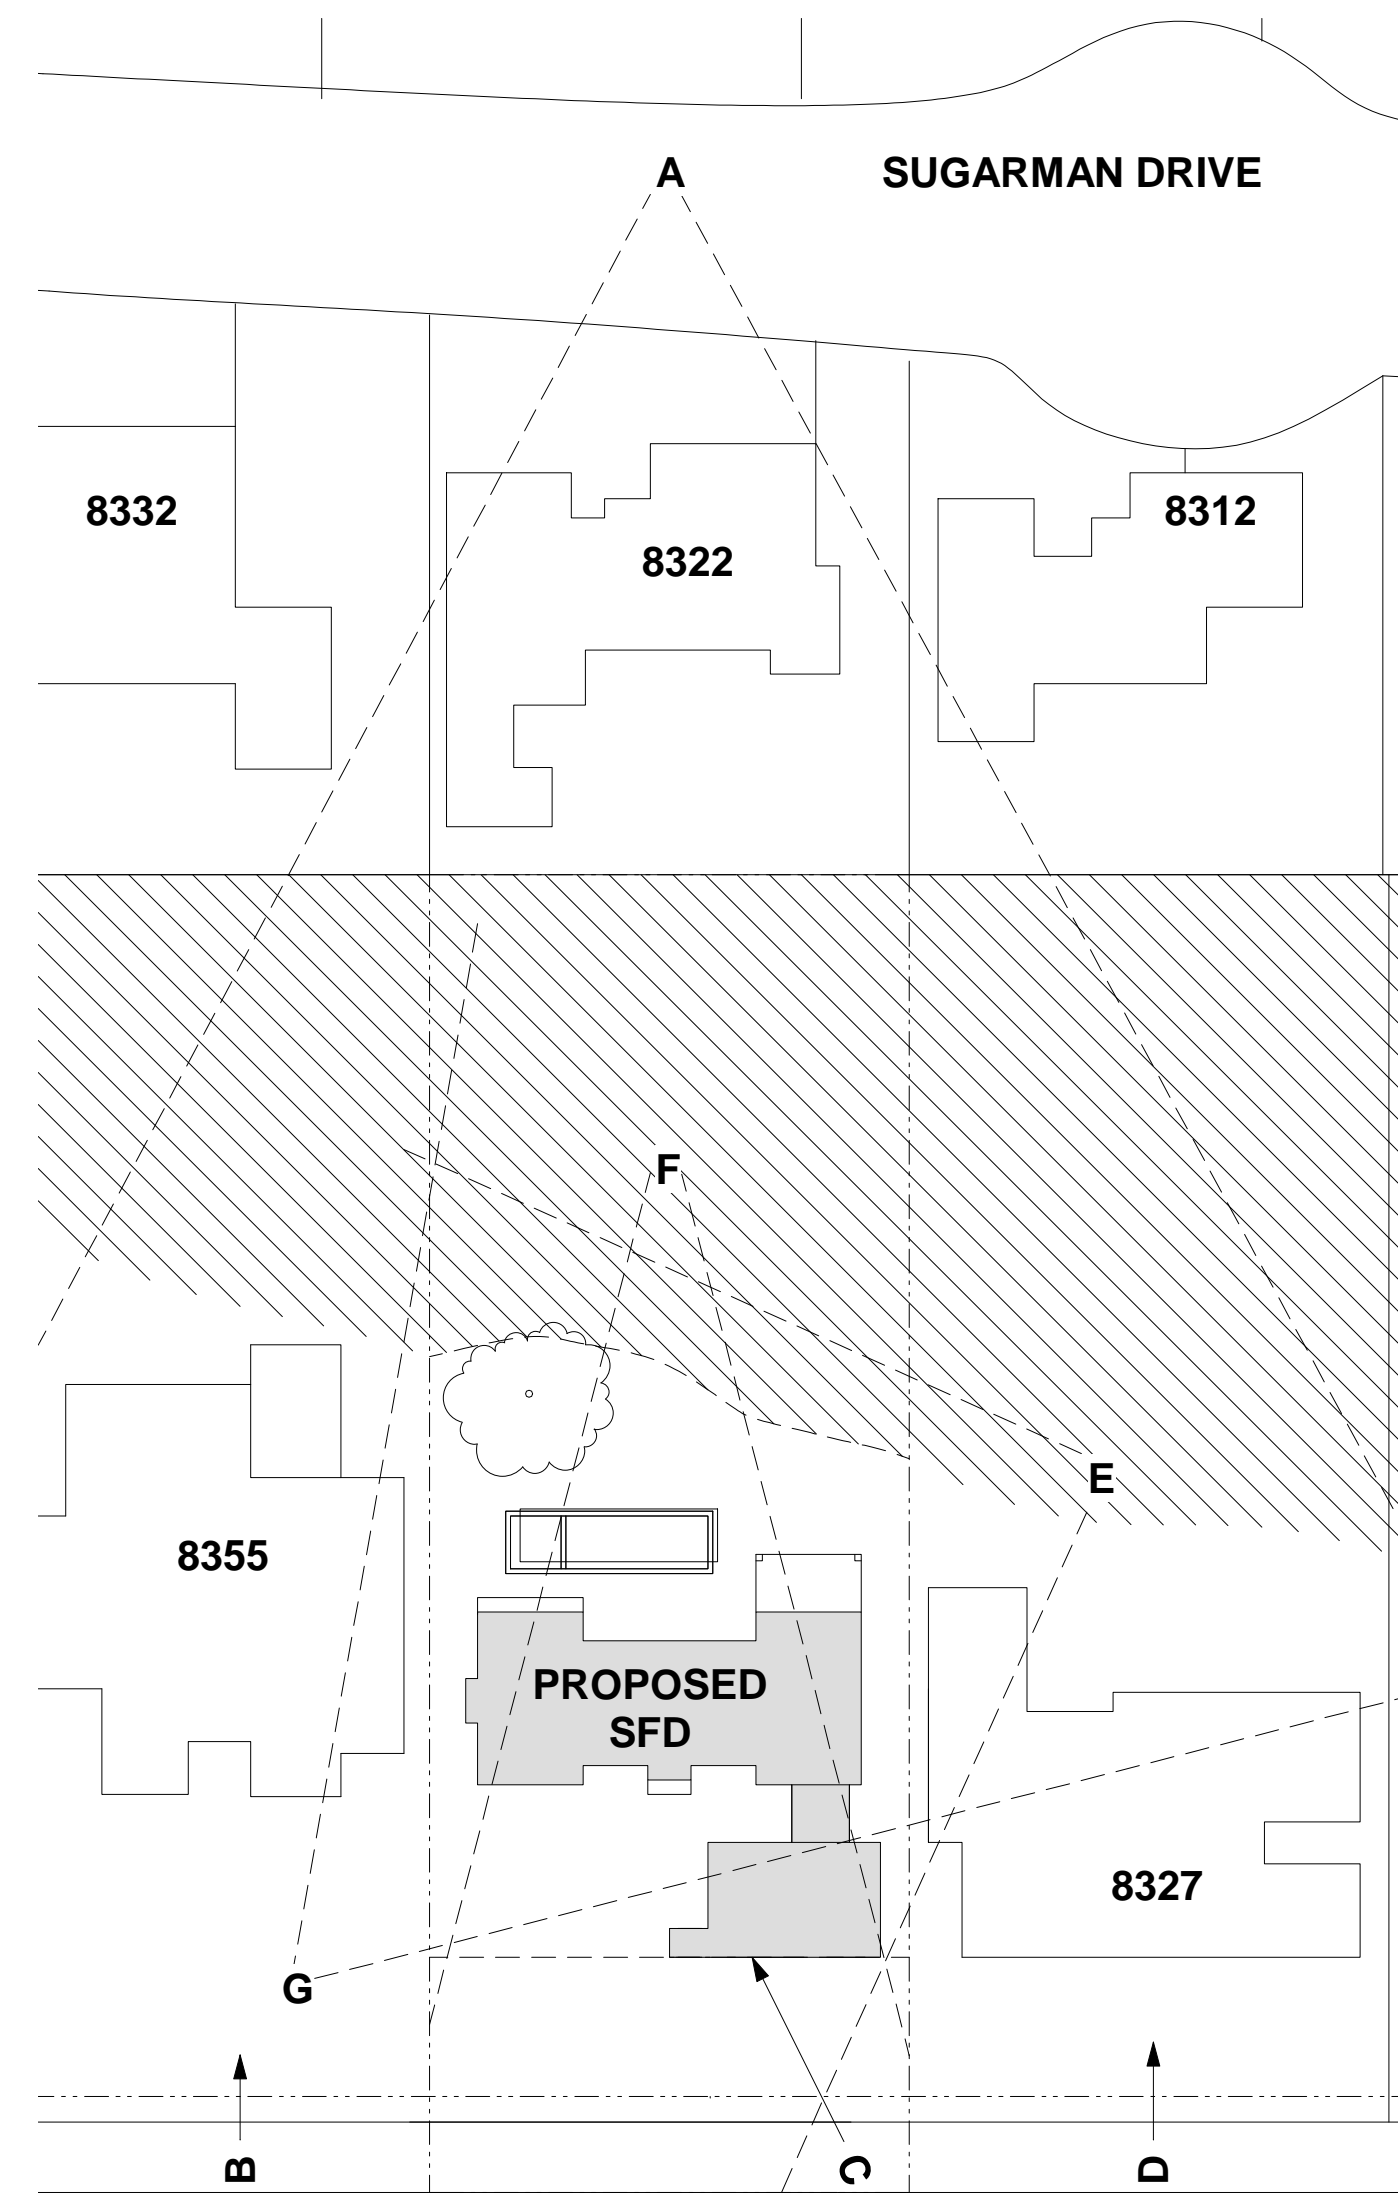 A
SUGARMAN DRIVE
8332
8322
8312
F
E
8355
PROPOSED
SFD
8327
G
B
C
D